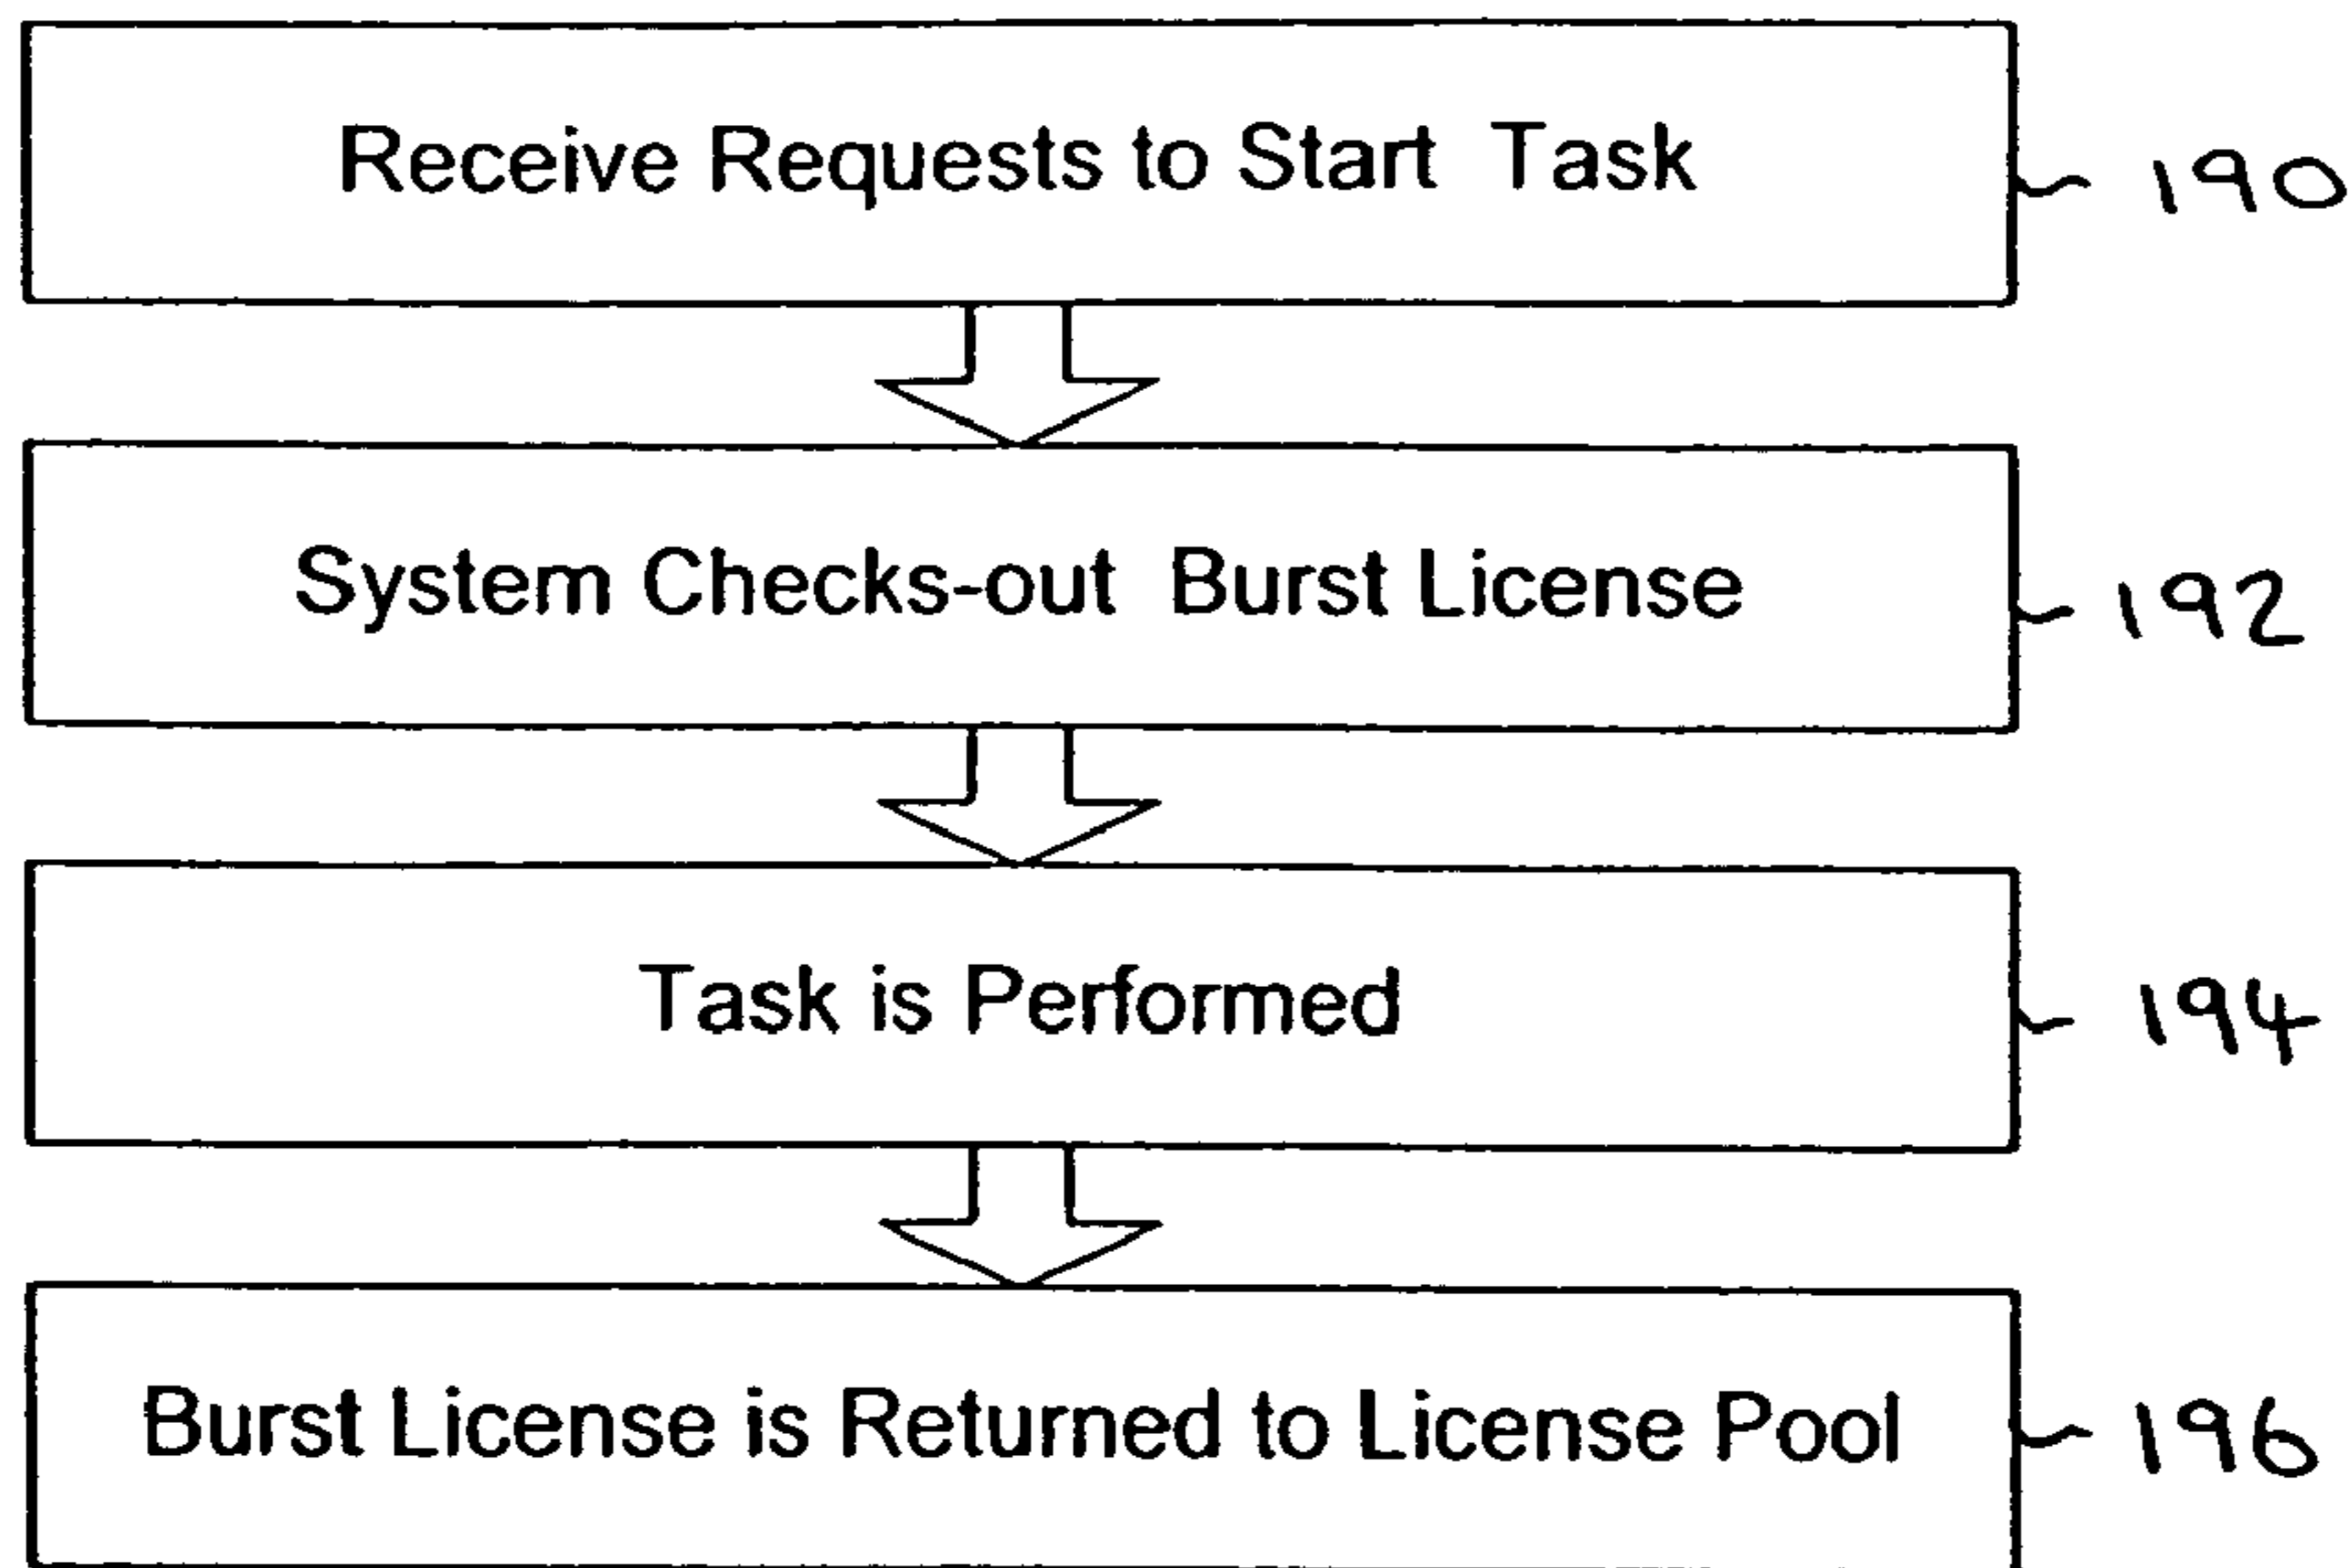 Receive Requests to Start Task
190
System Checks-out Burst License
192
Task is Performed
194
Burst License is Returned to License Pool
196